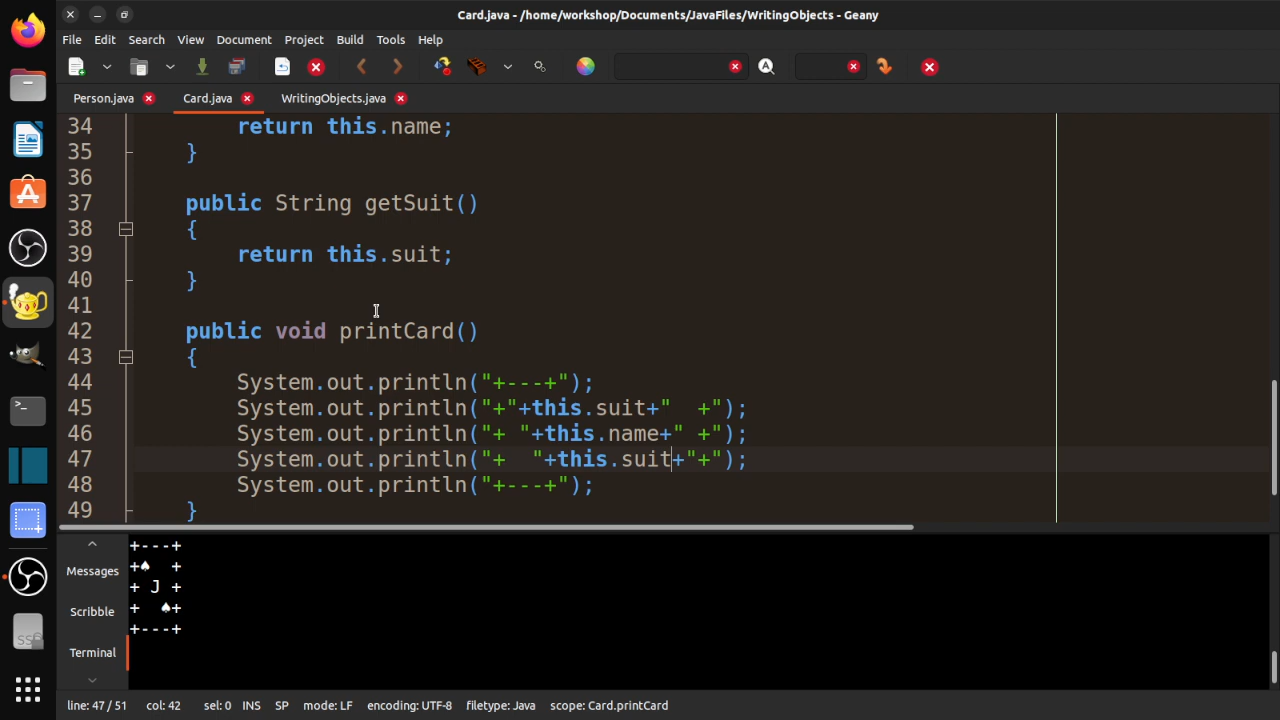 Card.java - /home/workshop/Documents/JavaFiles/WritingObjects - Geany
File Edit Search View Document Project Build Tools Help
Person.java Card.java WritingObjects.java
34 return this.name;
35 }
36
37 public String getSuit()
38 {
39 return this.suit;
40 }
41
42 public void printCard()
43 {
44 System.out.println("+---+");
45 System.out.println("+"+this.suit+"  +");
46 System.out.println("+ "+this.name+" +");
47 System.out.println("+  "+this.suit+"+");
48 System.out.println("+---+");
49 }
Messages
Scribble
Terminal
+---+
+♠  +
+ J +
+  ♠+
+---+
line: 47 / 51 col: 42 sel: 0 INS SP mode: LF encoding: UTF-8 filetype: Java scope: Card.printCard